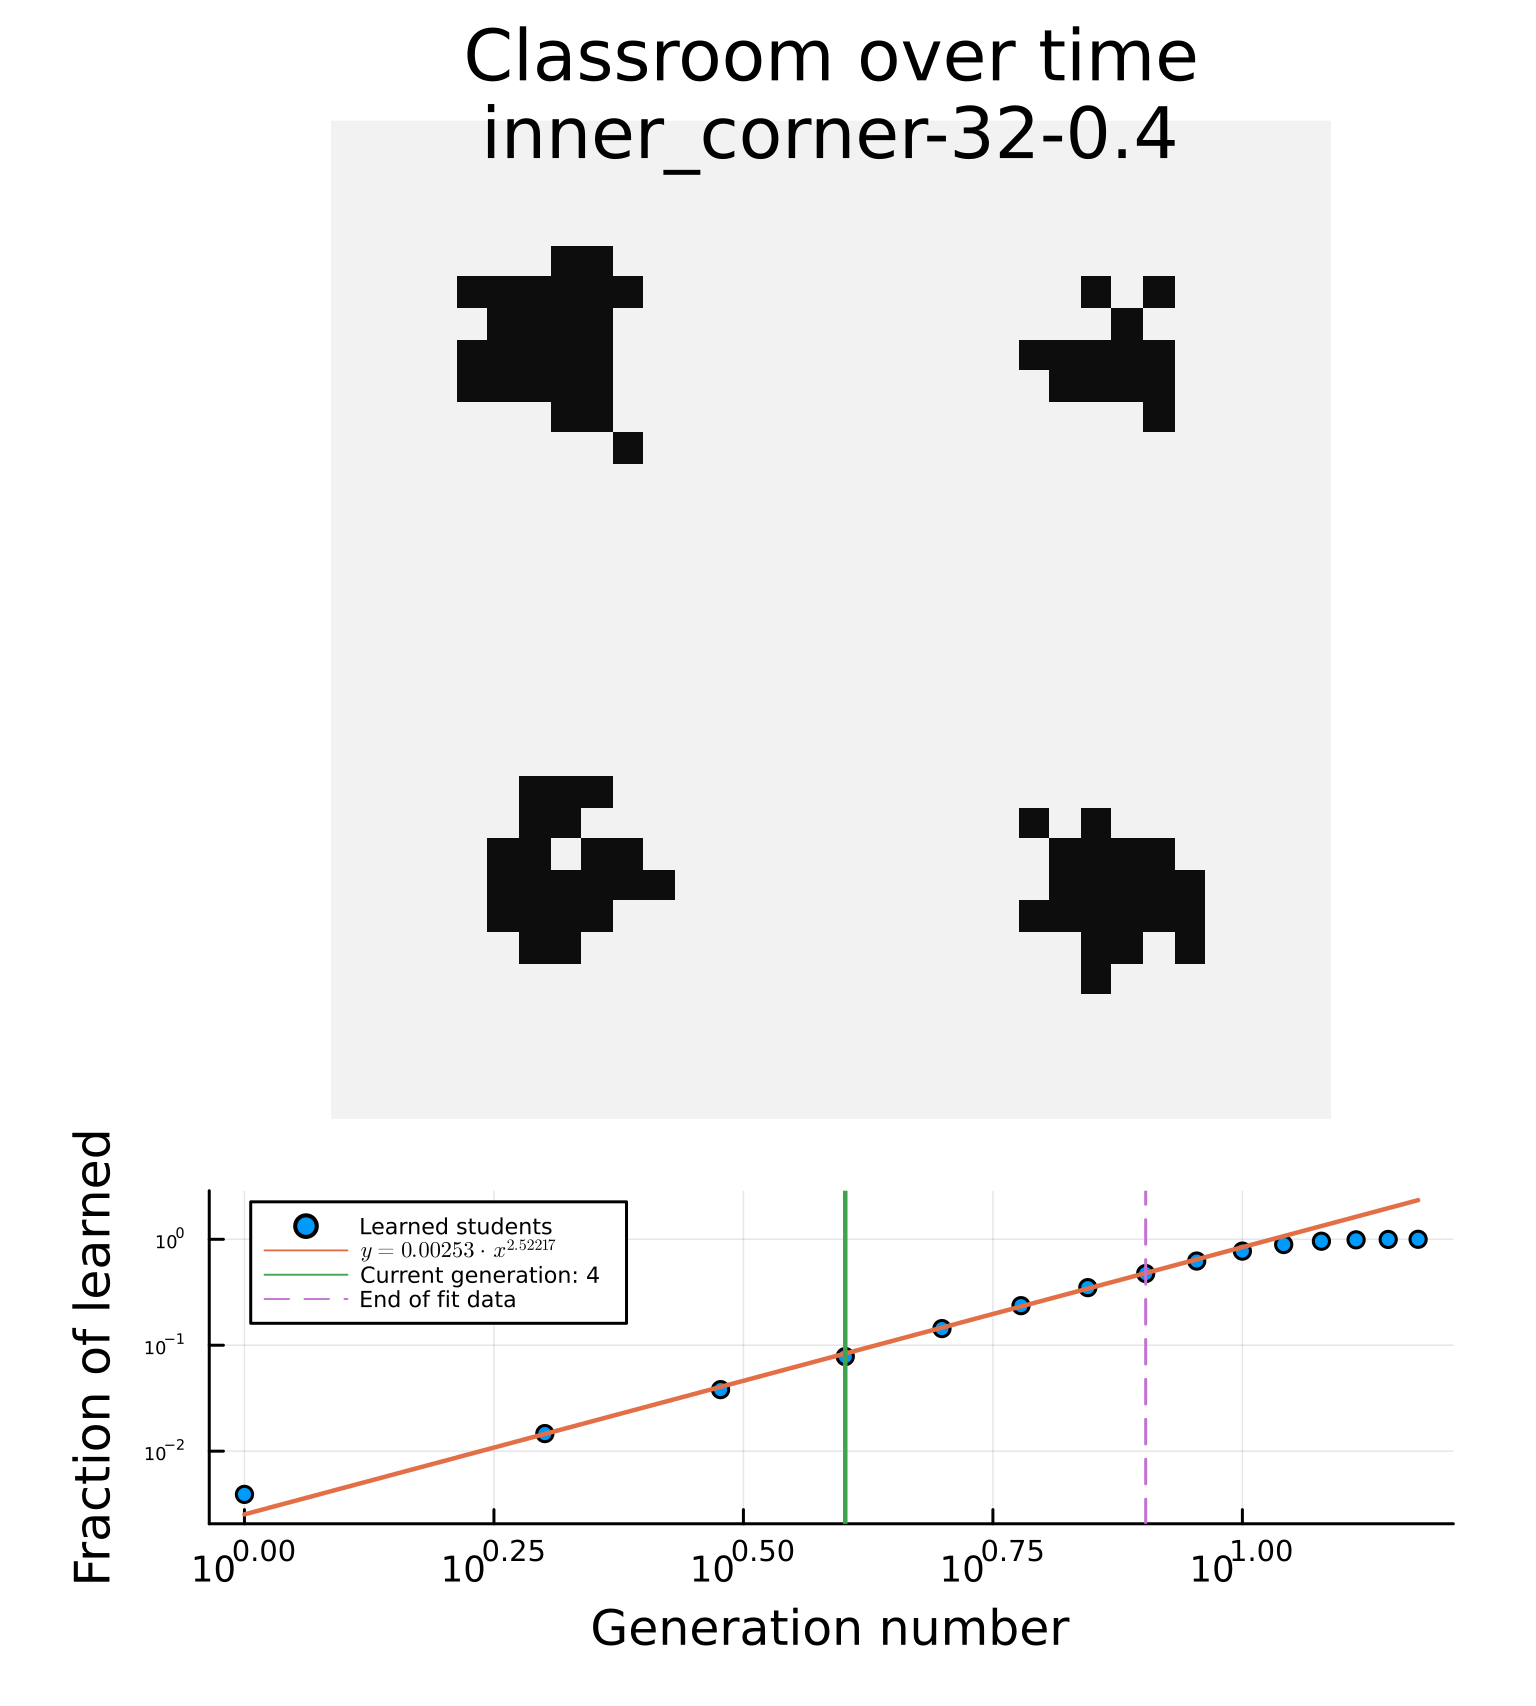 Classroom over time
inner_corner-32-0.4
Fraction of learned
Learned students
y = 0.00253 · x^2.52217
Current generation: 4
End of fit data
10^0
10^−1
10^−2
10^0.00 10^0.25 10^0.50 10^0.75 10^1.00
Generation number